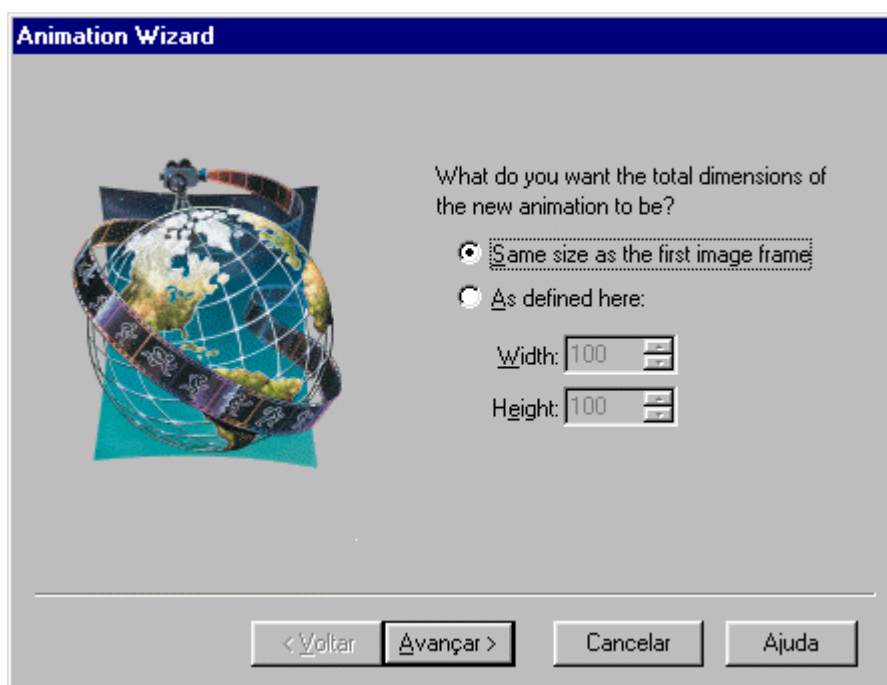 Animation Wizard
What do you want the total dimensions of
the new animation to be?
Same size as the first image frame
As defined here:
Width: 100
Height: 100
< Voltar Avançar > Cancelar Ajuda